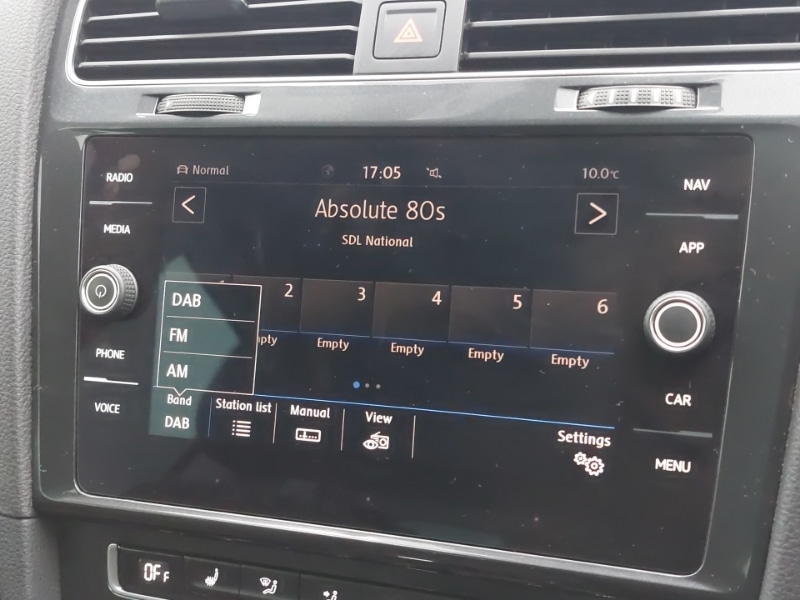 RADIO
MEDIA
PHONE
VOICE
Normal
17:05
10.0°C
Absolute 80s
SDL National
2 3 4 5 6
Empty Empty Empty Empty
DAB
FM
AM
Band
DAB
Station list
Manual
View
Settings
NAV
APP
CAR
MENU
OFF